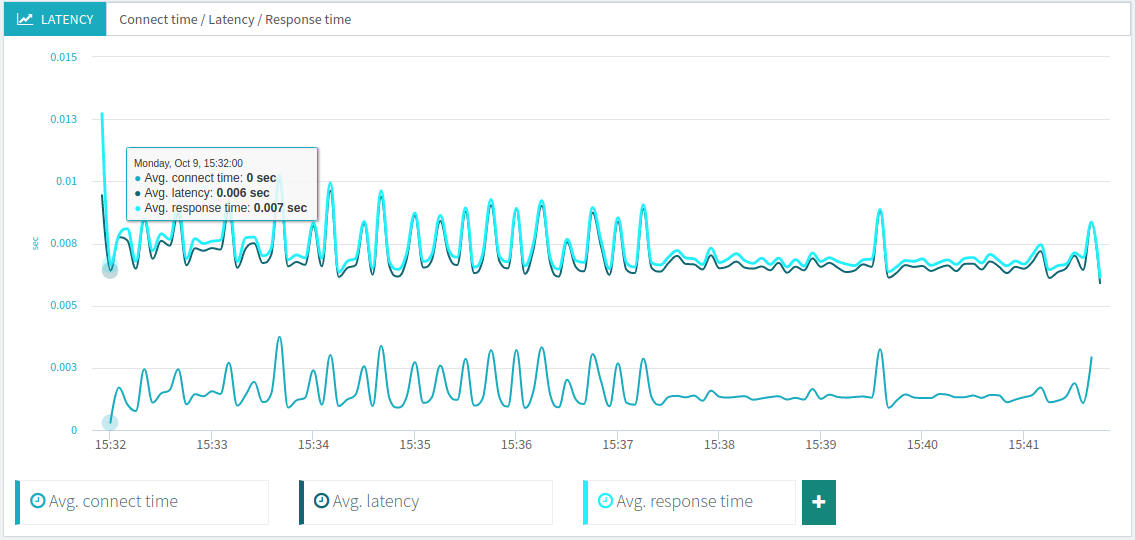 LATENCY Connect time / Latency / Response time
0.015
0.013
Monday, Oct 9, 15:32:00
Avg. connect time: 0 sec
0.01
Avg. latency: 0.006 sec
Avg. response time: 0.007 sec
sec
0.008
0.005
0.003
0
15:32 15:33 15:34 15:35 15:36 15:37 15:38 15:39 15:40 15:41
Avg. connect time Avg. latency Avg. response time +